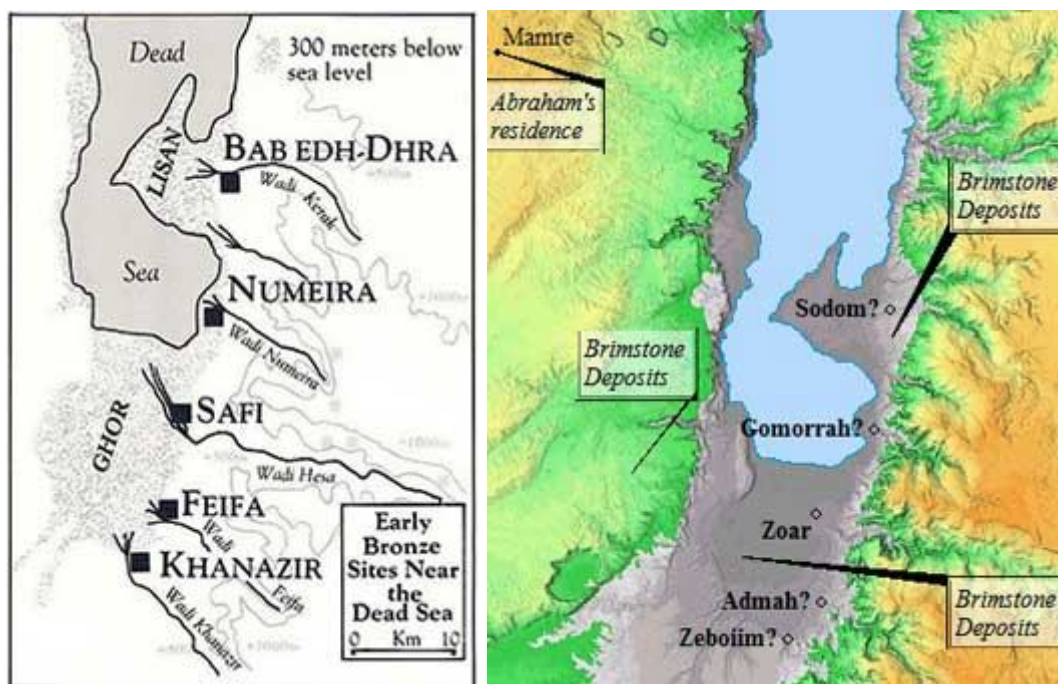 Dead
300 meters below
sea level
LISAN
BAB EDH-DHRA
Wadi Kerak
Sea
NUMEIRA
Wadi Numeira
SAFI
GHOR
Wadi Hesa
FEIFA
Wadi
Feifa
KHANAZIR
Wadi Khanazir
Early
Bronze
Sites Near
the
Dead Sea
0 Km 10
Mamre
J D
Abraham's
residence
Brimstone
Deposits
Sodom?
Brimstone
Deposits
Gomorrah?
Zoar
Brimstone
Deposits
Admah?
Zeboiim?